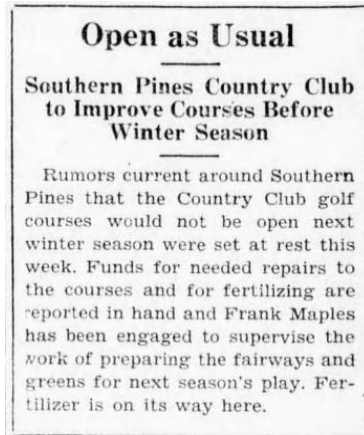 Open as Usual
Southern Pines Country Club
to Improve Courses Before
Winter Season
Rumors current around Southern
Pines that the Country Club golf
courses would not be open next
winter season were set at rest this
week. Funds for needed repairs to
the courses and for fertilizing are
reported in hand and Frank Maples
has been engaged to supervise the
work of preparing the fairways and
greens for next season's play. Fer-
tilizer is on its way here.